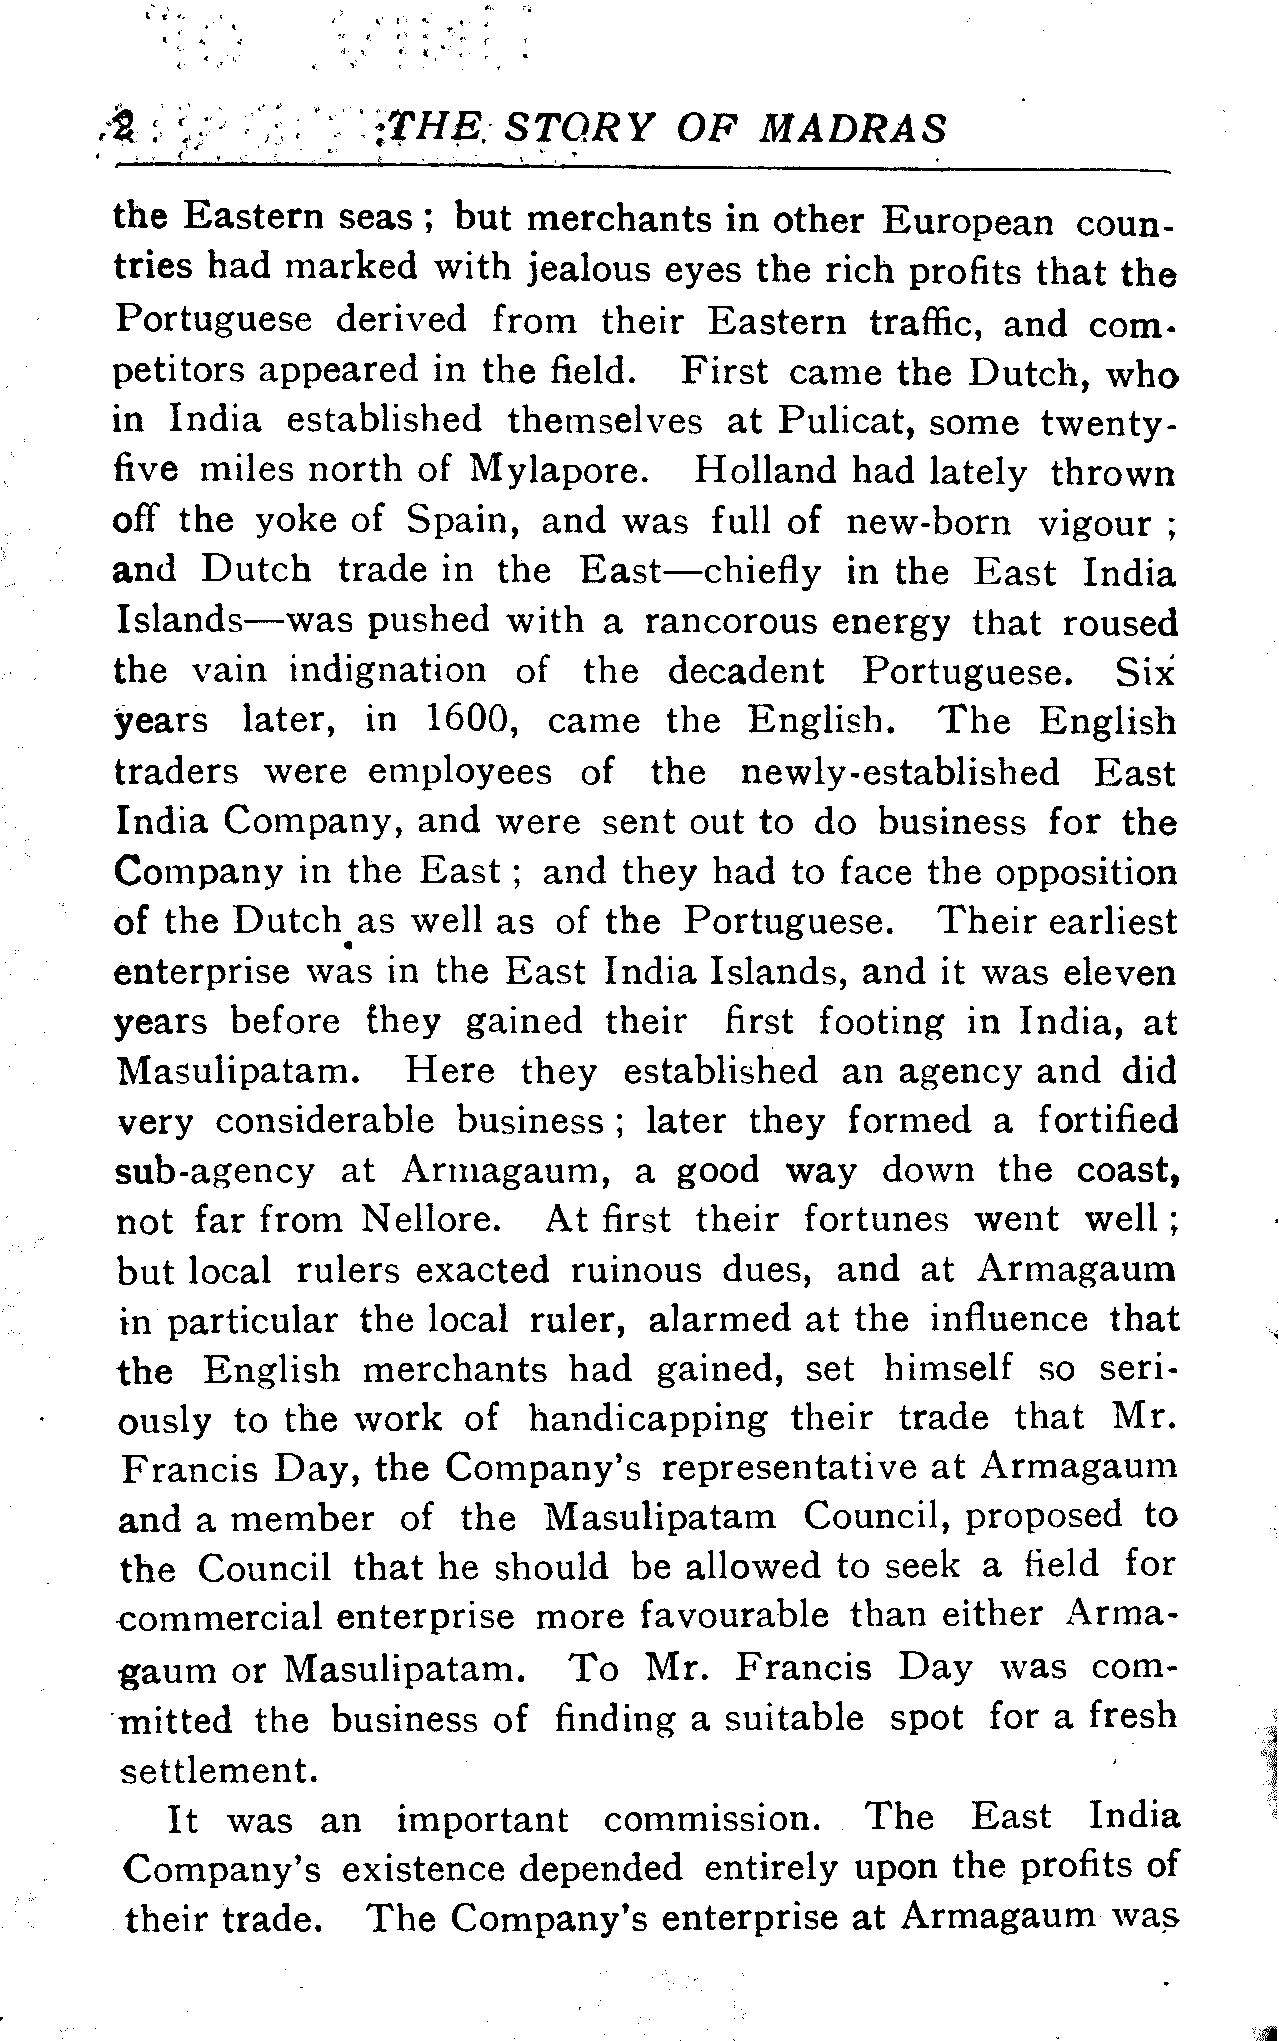 2 THE STORY OF MADRAS
the Eastern seas ; but merchants in other European coun-
tries had marked with jealous eyes the rich profits that the
Portuguese derived from their Eastern traffic, and com-
petitors appeared in the field. First came the Dutch, who
in India established themselves at Pulicat, some twenty-
five miles north of Mylapore. Holland had lately thrown
off the yoke of Spain, and was full of new-born vigour ;
and Dutch trade in the East—chiefly in the East India
Islands—was pushed with a rancorous energy that roused
the vain indignation of the decadent Portuguese. Six
years later, in 1600, came the English. The English
traders were employees of the newly-established East
India Company, and were sent out to do business for the
Company in the East ; and they had to face the opposition
of the Dutch as well as of the Portuguese. Their earliest
enterprise was in the East India Islands, and it was eleven
years before they gained their first footing in India, at
Masulipatam. Here they established an agency and did
very considerable business ; later they formed a fortified
sub-agency at Armagaum, a good way down the coast,
not far from Nellore. At first their fortunes went well ;
but local rulers exacted ruinous dues, and at Armagaum
in particular the local ruler, alarmed at the influence that
the English merchants had gained, set himself so seri-
ously to the work of handicapping their trade that Mr.
Francis Day, the Company's representative at Armagaum
and a member of the Masulipatam Council, proposed to
the Council that he should be allowed to seek a field for
commercial enterprise more favourable than either Arma-
gaum or Masulipatam. To Mr. Francis Day was com-
mitted the business of finding a suitable spot for a fresh
settlement.
It was an important commission. The East India
Company's existence depended entirely upon the profits of
their trade. The Company's enterprise at Armagaum was